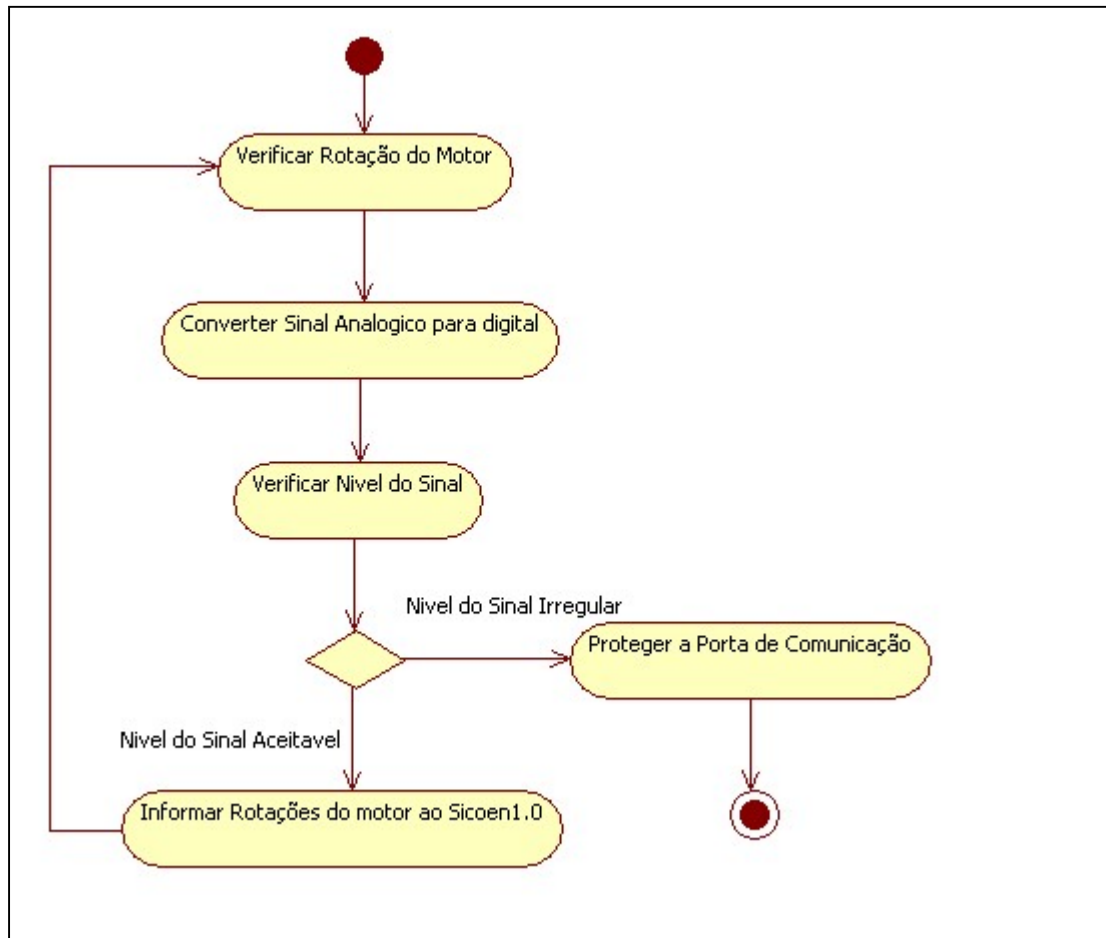 Verificar Rotação do Motor
Converter Sinal Analogico para digital
Verificar Nivel do Sinal
Nivel do Sinal Irregular
Proteger a Porta de Comunicação
Nivel do Sinal Aceitavel
Informar Rotações do motor ao Sicoen1.0